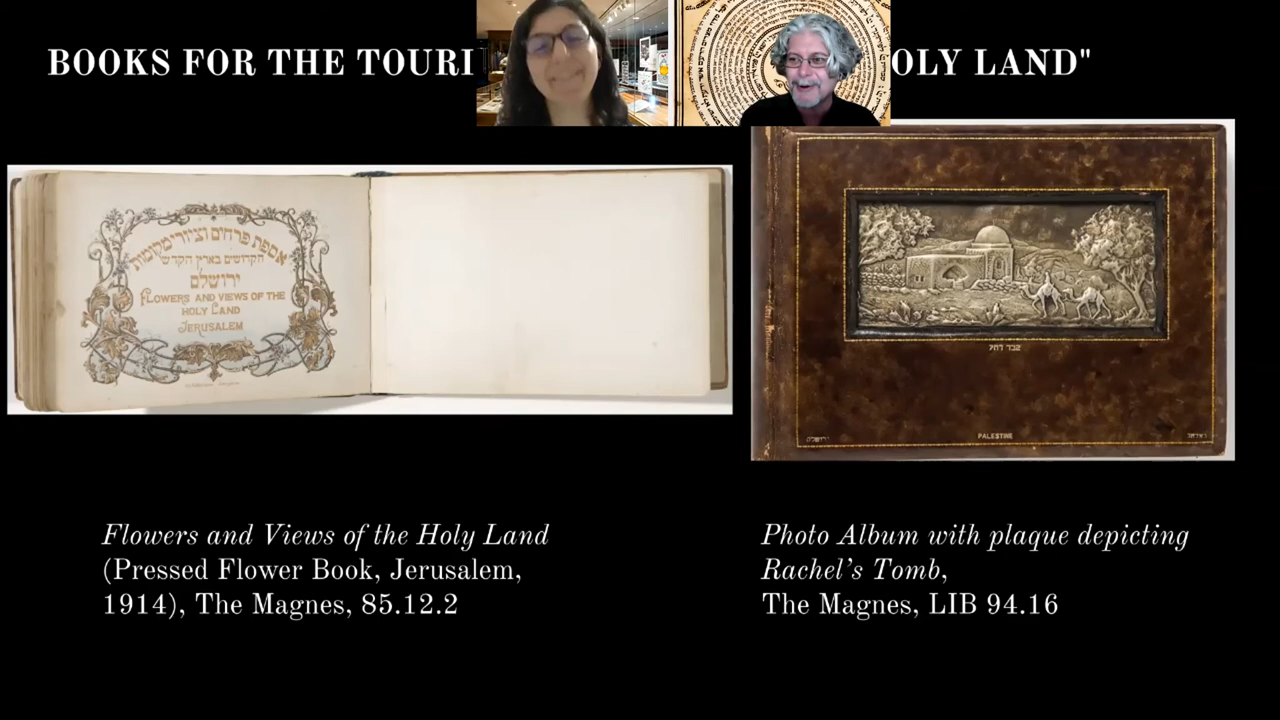 BOOKS FOR THE TOURI OLY LAND"
אספת פרחים וציורי מקומות
הקדושים בארץ הקדש
ירושלם
FLOWERS AND VIEWS OF THE
HOLY LAND
JERUSALEM
קבר רחל
PALESTINE
Flowers and Views of the Holy Land
(Pressed Flower Book, Jerusalem,
1914), The Magnes, 85.12.2
Photo Album with plaque depicting
Rachel’s Tomb,
The Magnes, LIB 94.16